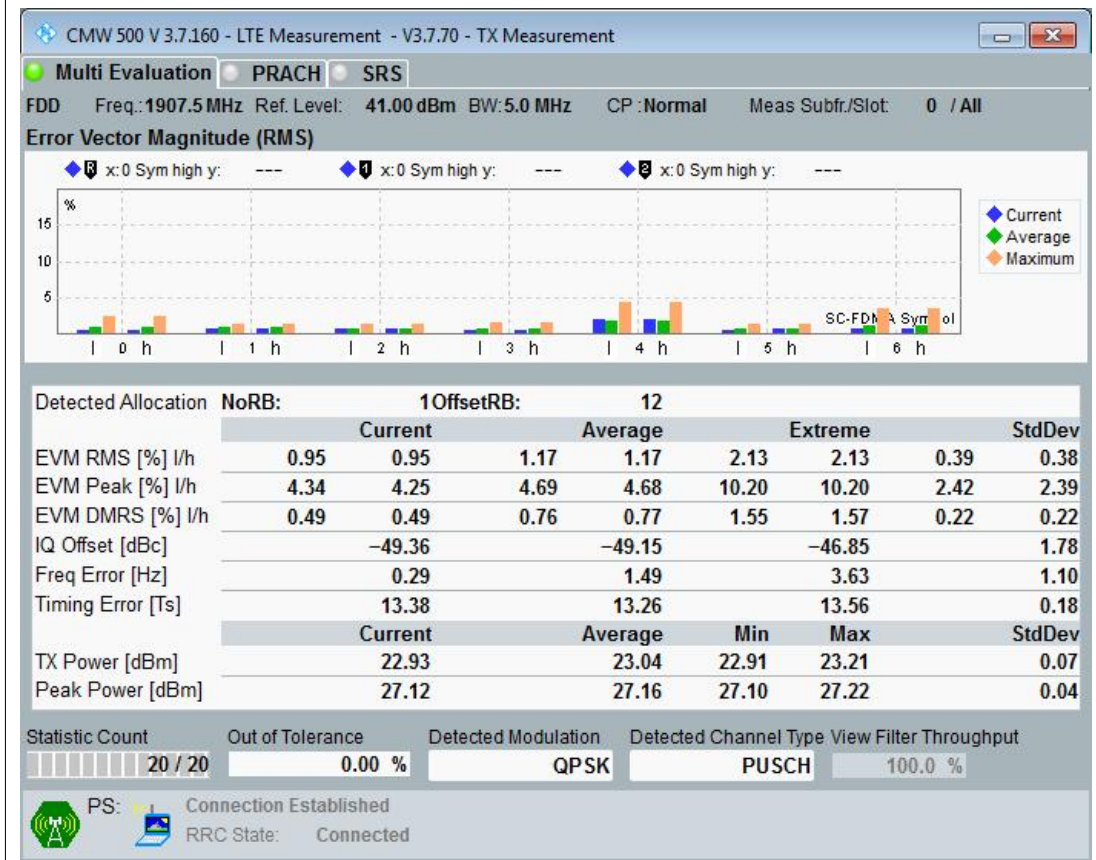 CMW 500 V 3.7.160 - LTE Measurement - V3.7.70 - TX Measurement
Multi Evaluation PRACH SRS
FDD Freq.: 1907.5 MHz Ref. Level: 41.00 dBm BW: 5.0 MHz CP : Normal Meas Subfr./Slot: 0 / All
Error Vector Magnitude (RMS)
R x: 0 Sym high y: --- 1 x: 0 Sym high y: --- 2 x: 0 Sym high y: ---
%
15
10
5
Current
Average
Maximum
SC-FDMA Symbol
l 0 h l 1 h l 2 h l 3 h l 4 h l 5 h l 6 h
Detected Allocation NoRB: 1 OffsetRB: 12
Current Average Extreme StdDev
EVM RMS [%] l/h 0.95 0.95 1.17 1.17 2.13 2.13 0.39 0.38
EVM Peak [%] l/h 4.34 4.25 4.69 4.68 10.20 10.20 2.42 2.39
EVM DMRS [%] l/h 0.49 0.49 0.76 0.77 1.55 1.57 0.22 0.22
IQ Offset [dBc] −49.36 −49.15 −46.85 1.78
Freq Error [Hz] 0.29 1.49 3.63 1.10
Timing Error [Ts] 13.38 13.26 13.56 0.18
Current Average Min Max StdDev
TX Power [dBm] 22.93 23.04 22.91 23.21 0.07
Peak Power [dBm] 27.12 27.16 27.10 27.22 0.04
Statistic Count Out of Tolerance Detected Modulation Detected Channel Type View Filter Throughput
20 / 20 0.00 % QPSK PUSCH 100.0 %
PS: Connection Established
RRC State: Connected